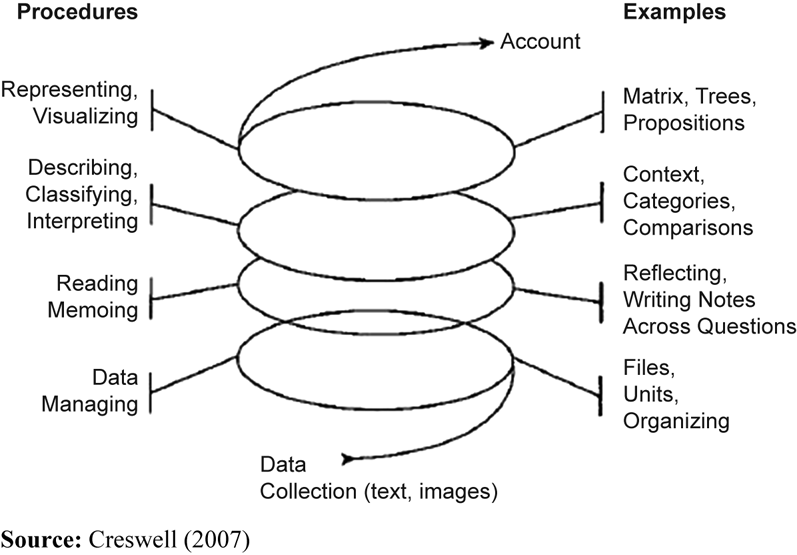 Procedures
Examples
Account
Representing,
Visualizing
Matrix, Trees,
Propositions
Describing,
Classifying,
Interpreting
Context,
Categories,
Comparisons
Reading
Memoing
Reflecting,
Writing Notes
Across Questions
Data
Managing
Files,
Units,
Organizing
Data
Collection (text, images)
Source: Creswell (2007)